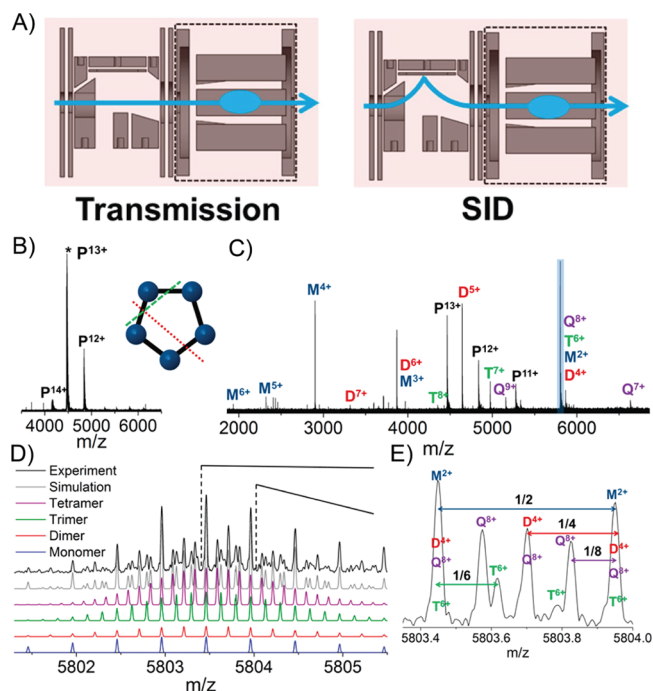 A)
Transmission
SID
B)
* P13+
P12+
P14+
4000 5000 6000
m/z
C)
M4+
D5+
P13+
Q8+
T6+
M2+
D4+
D6+
M3+
P12+
T7+
Q9+
P11+
Q7+
M6+
M5+
D7+
T8+
2000 3000 4000 5000 6000
m/z
D)
Experiment
Simulation
Tetramer
Trimer
Dimer
Monomer
5802 5803 5804 5805
m/z
E)
M2+ M2+
1/2
Q8+ D4+ 1/4
D4+ Q8+ D4+
Q8+ Q8+ 1/8 Q8+
1/6 T6+
T6+ T6+ T6+
5803.4 5803.6 5803.8 5804.0
m/z